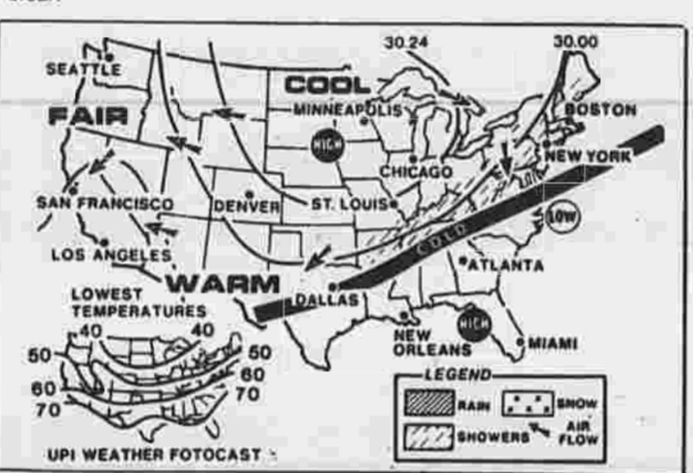 30.24
30.00
SEATTLE
COOL
MINNEAPOLIS
BOSTON
FAIR
HIGH
NEW YORK
CHICAGO
SAN FRANCISCO
DENVER
ST. LOUIS
LOW
COLD
LOS ANGELES
ATLANTA
WARM
DALLAS
LOWEST
TEMPERATURES
HIGH
NEW
ORLEANS
MIAMI
40
40
50
50
60
60
70
70
LEGEND
RAIN
SNOW
SHOWERS
AIR
FLOW
UPI WEATHER FOTOCAST